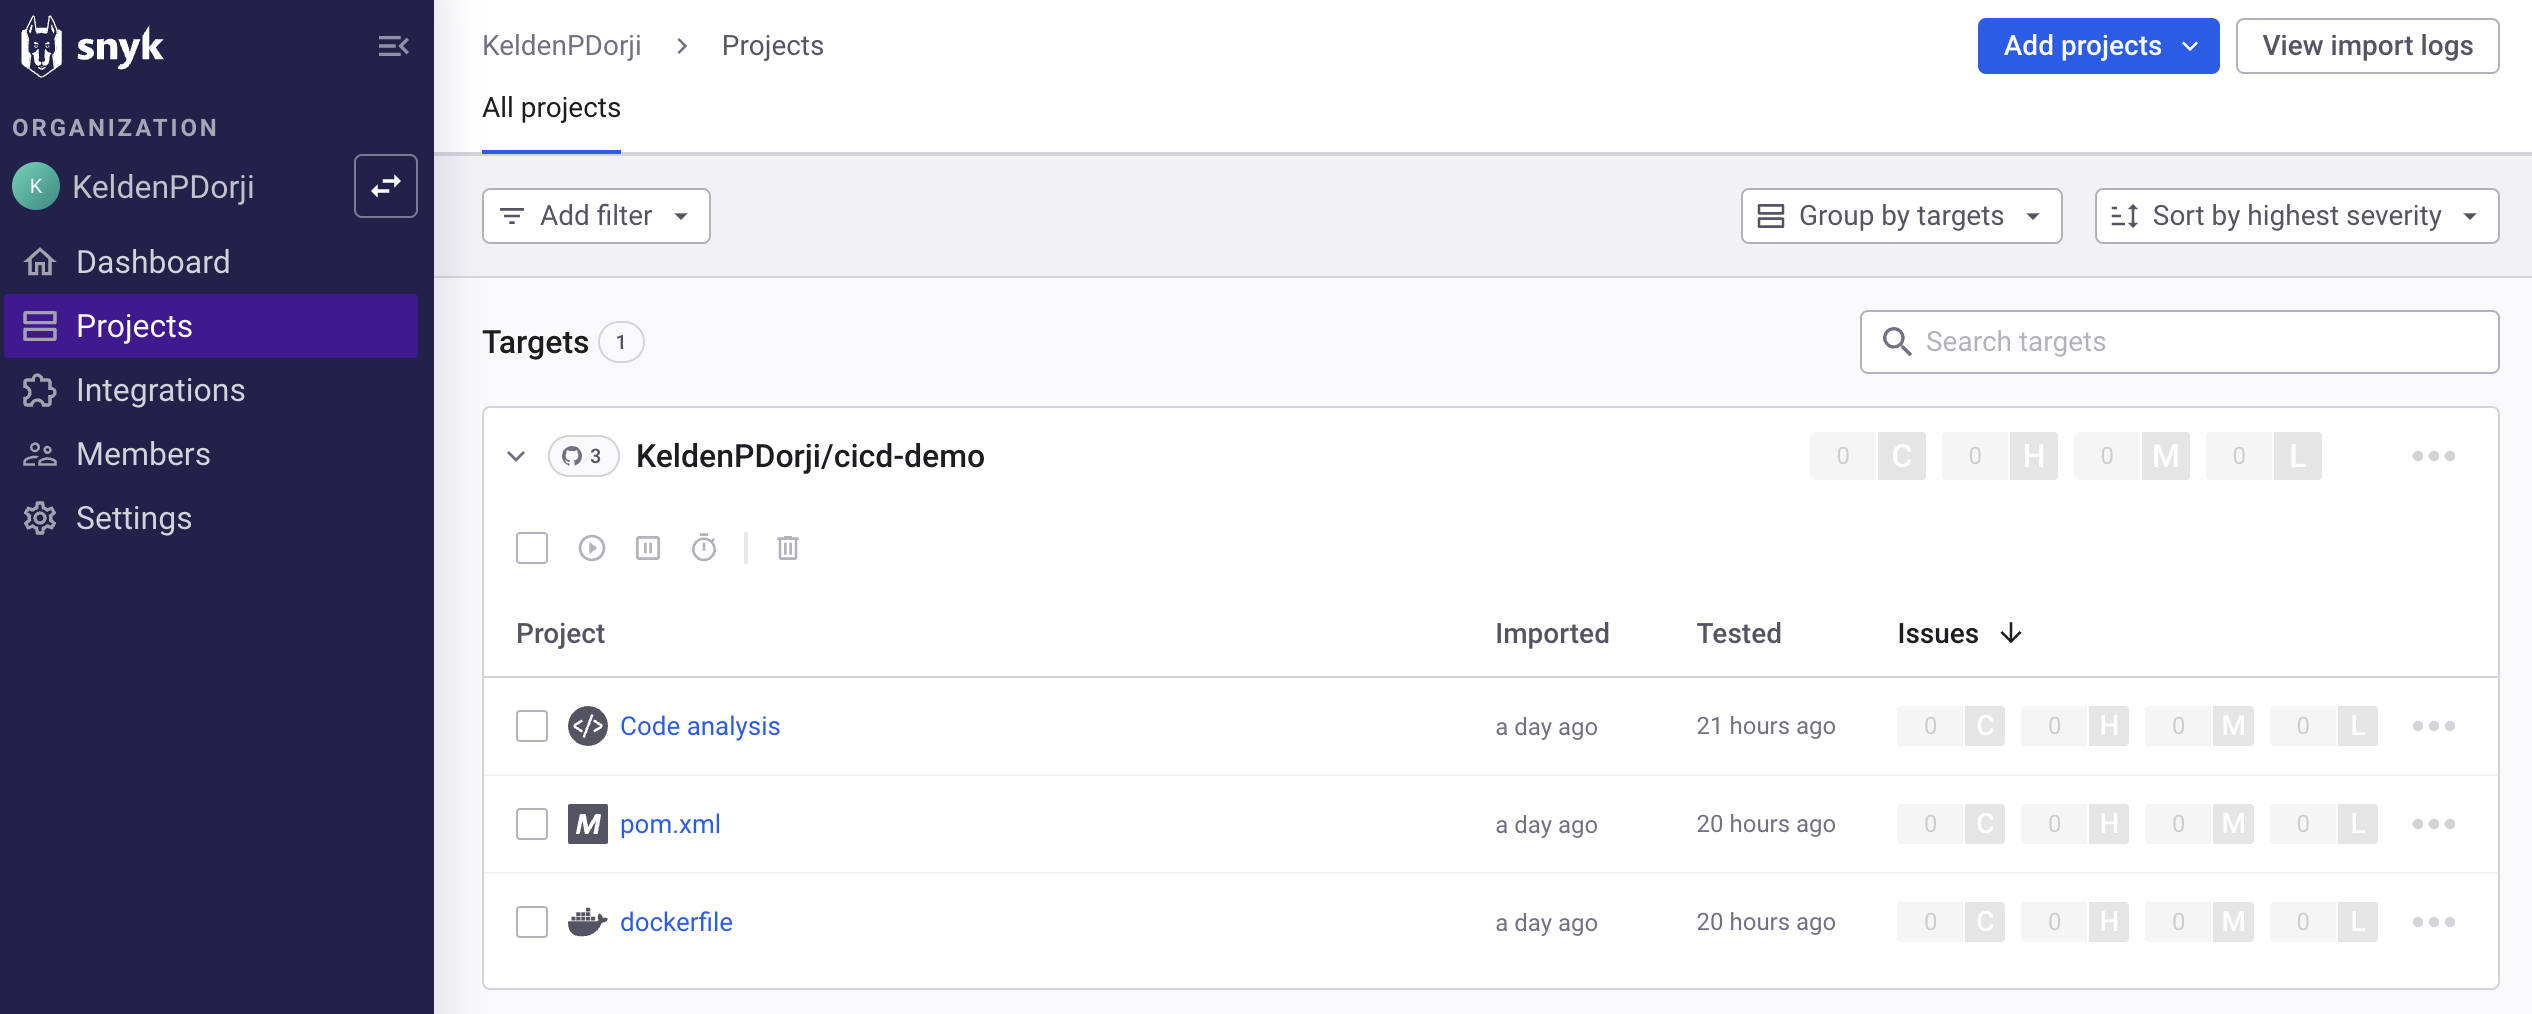 snyk
ORGANIZATION
K KeldenPDorji
Dashboard
Projects
Integrations
Members
Settings
KeldenPDorji > Projects
Add projects
View import logs
All projects
Add filter
Group by targets
Sort by highest severity
Targets 1
Search targets
3 KeldenPDorji/cicd-demo 0 C 0 H 0 M 0 L
Project Imported Tested Issues
</> Code analysis a day ago 21 hours ago 0 C 0 H 0 M 0 L
M pom.xml a day ago 20 hours ago 0 C 0 H 0 M 0 L
dockerfile a day ago 20 hours ago 0 C 0 H 0 M 0 L